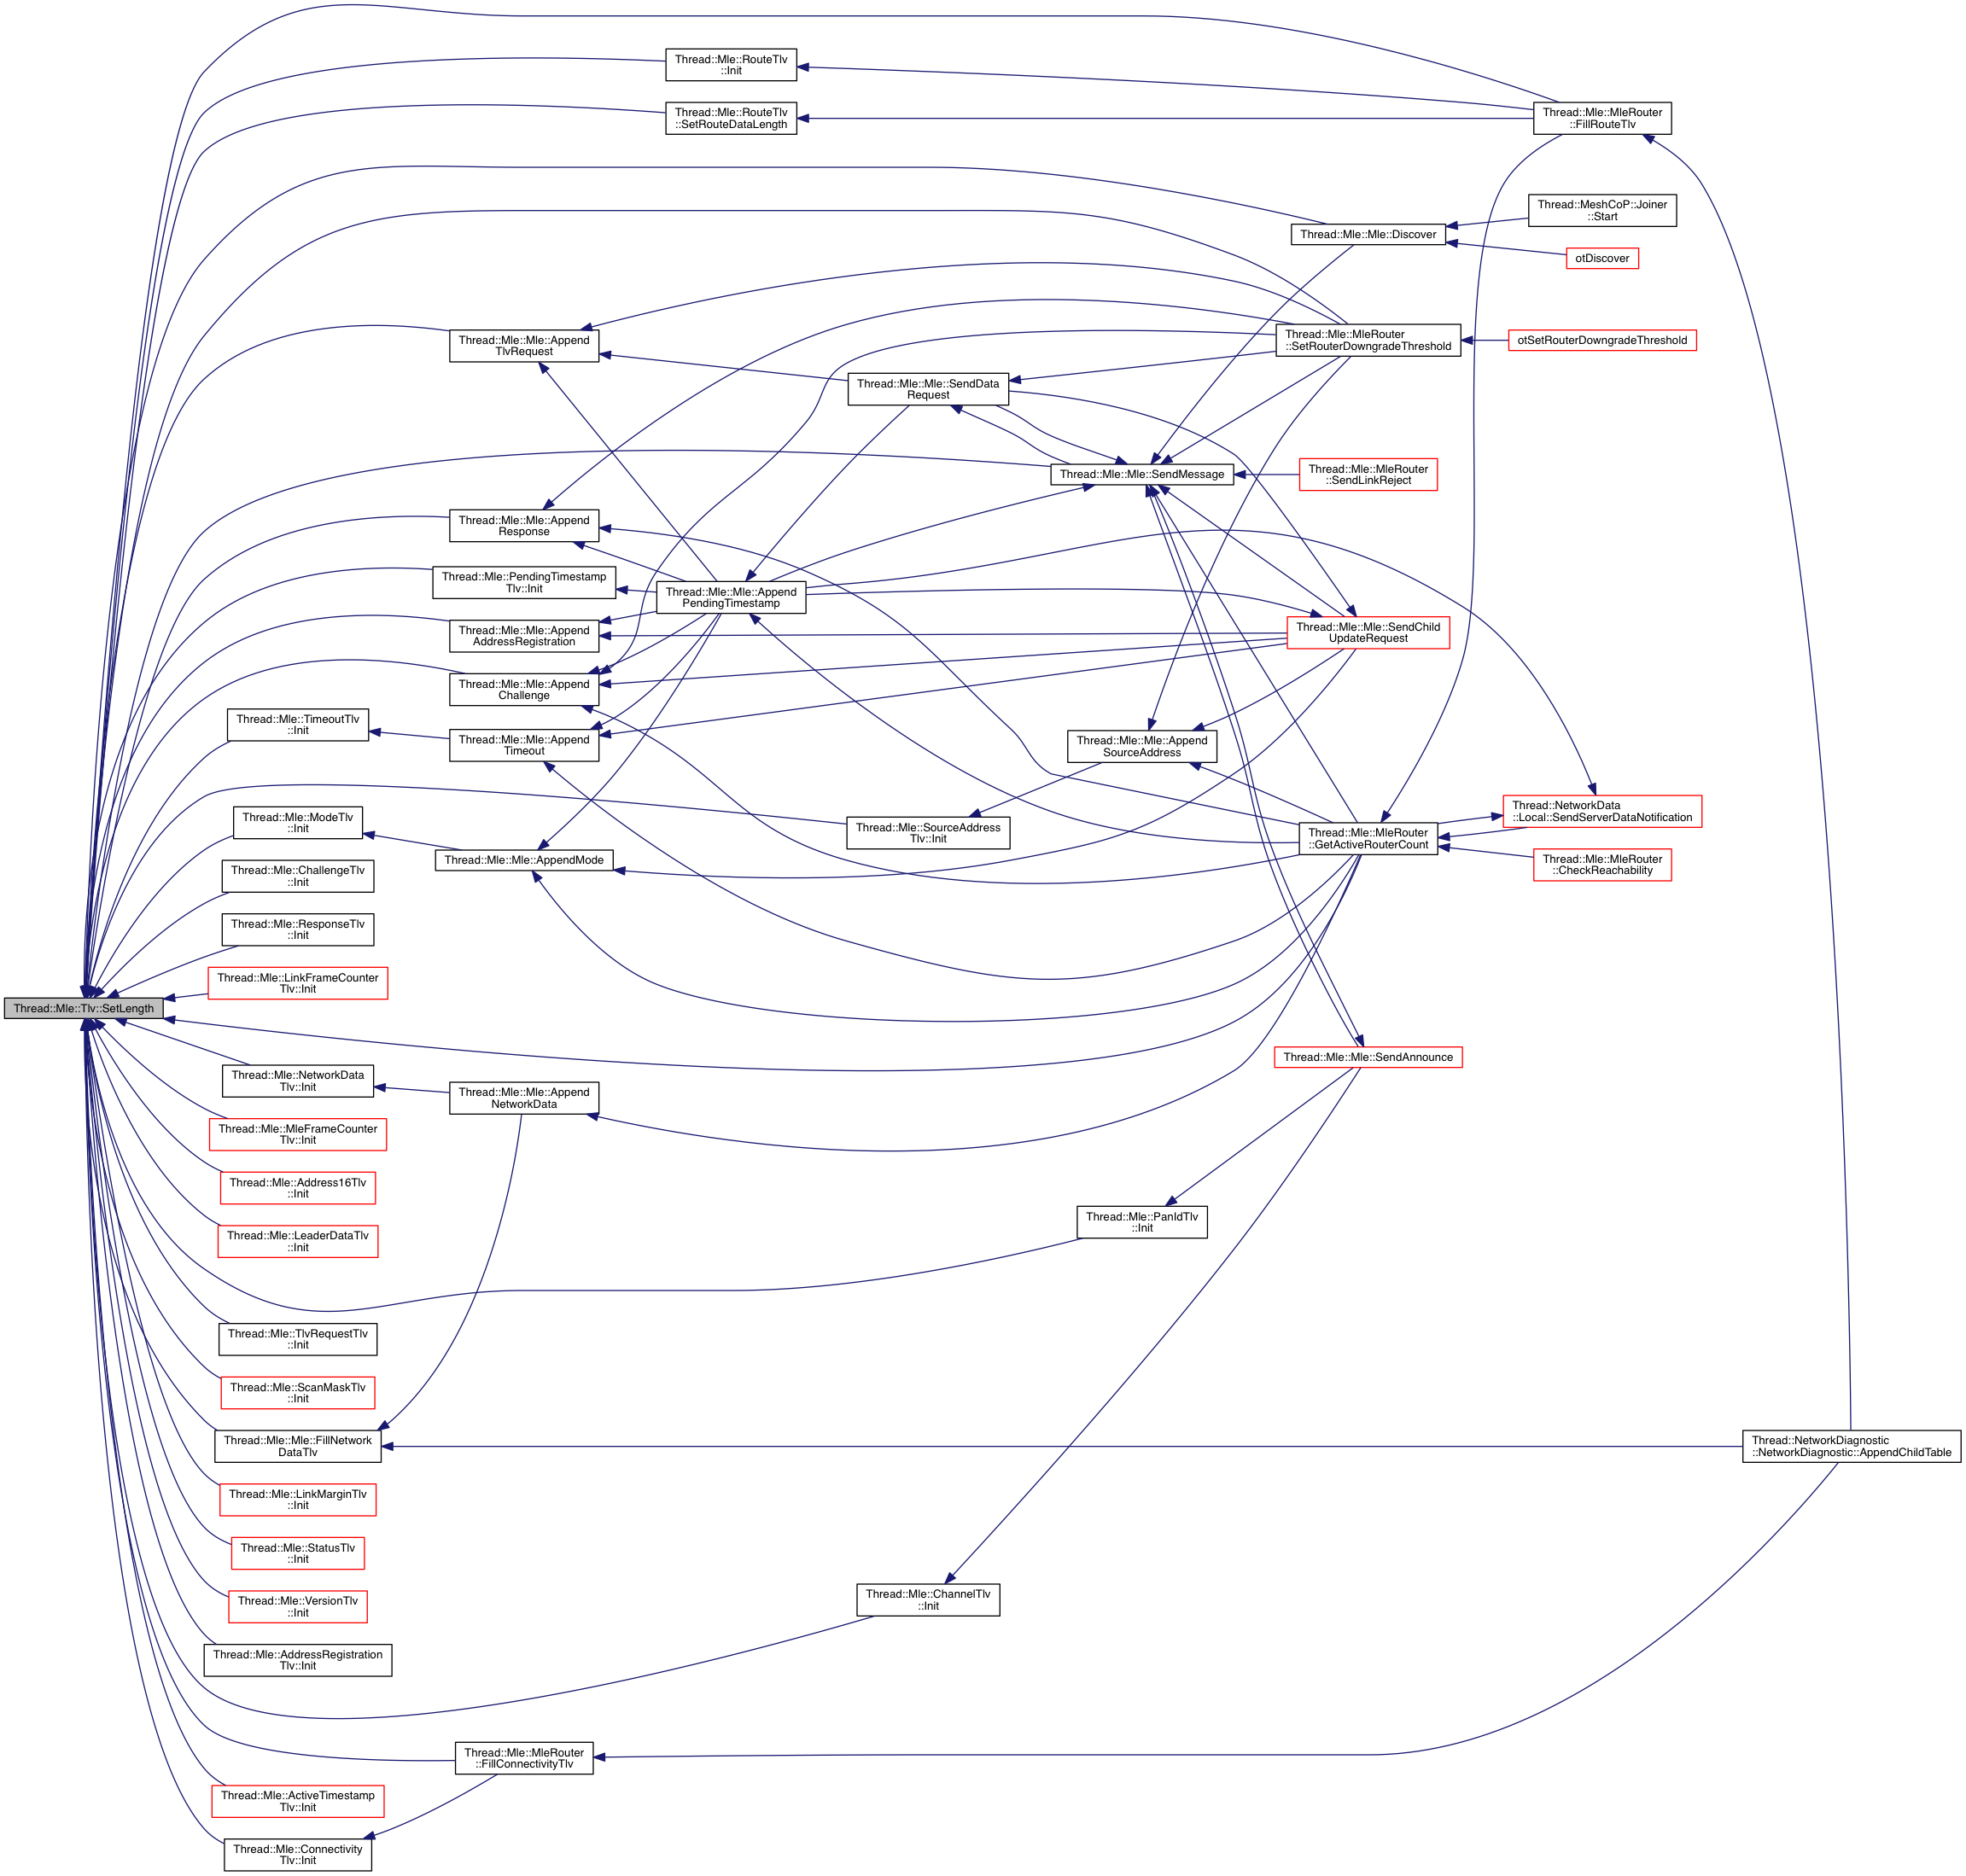 Thread::Mle::RouteTlv
::Init
Thread::Mle::RouteTlv
::SetRouteDataLength
Thread::Mle::MleRouter
::FillRouteTlv
Thread::MeshCoP::Joiner
::Start
Thread::Mle::Mle::Discover
otDiscover
Thread::Mle::Mle::Append
TlvRequest
Thread::Mle::MleRouter
::SetRouterDowngradeThreshold
otSetRouterDowngradeThreshold
Thread::Mle::Mle::SendData
Request
Thread::Mle::Mle::SendMessage
Thread::Mle::MleRouter
::SendLinkReject
Thread::Mle::Mle::Append
Response
Thread::Mle::PendingTimestamp
Tlv::Init
Thread::Mle::Mle::Append
PendingTimestamp
Thread::Mle::Mle::Append
AddressRegistration
Thread::Mle::Mle::SendChild
UpdateRequest
Thread::Mle::Mle::Append
Challenge
Thread::Mle::TimeoutTlv
::Init
Thread::Mle::Mle::Append
Timeout
Thread::Mle::Mle::Append
SourceAddress
Thread::NetworkData
::Local::SendServerDataNotification
Thread::Mle::ModeTlv
::Init
Thread::Mle::SourceAddress
Tlv::Init
Thread::Mle::MleRouter
::GetActiveRouterCount
Thread::Mle::Mle::AppendMode
Thread::Mle::MleRouter
::CheckReachability
Thread::Mle::ChallengeTlv
::Init
Thread::Mle::ResponseTlv
::Init
Thread::Mle::LinkFrameCounter
Tlv::Init
Thread::Mle::Tlv::SetLength
Thread::Mle::Mle::SendAnnounce
Thread::Mle::NetworkData
Tlv::Init
Thread::Mle::Mle::Append
NetworkData
Thread::Mle::MleFrameCounter
Tlv::Init
Thread::Mle::Address16Tlv
::Init
Thread::Mle::PanIdTlv
::Init
Thread::Mle::LeaderDataTlv
::Init
Thread::Mle::TlvRequestTlv
::Init
Thread::Mle::ScanMaskTlv
::Init
Thread::Mle::Mle::FillNetwork
DataTlv
Thread::NetworkDiagnostic
::NetworkDiagnostic::AppendChildTable
Thread::Mle::LinkMarginTlv
::Init
Thread::Mle::StatusTlv
::Init
Thread::Mle::VersionTlv
::Init
Thread::Mle::ChannelTlv
::Init
Thread::Mle::AddressRegistration
Tlv::Init
Thread::Mle::MleRouter
::FillConnectivityTlv
Thread::Mle::ActiveTimestamp
Tlv::Init
Thread::Mle::Connectivity
Tlv::Init